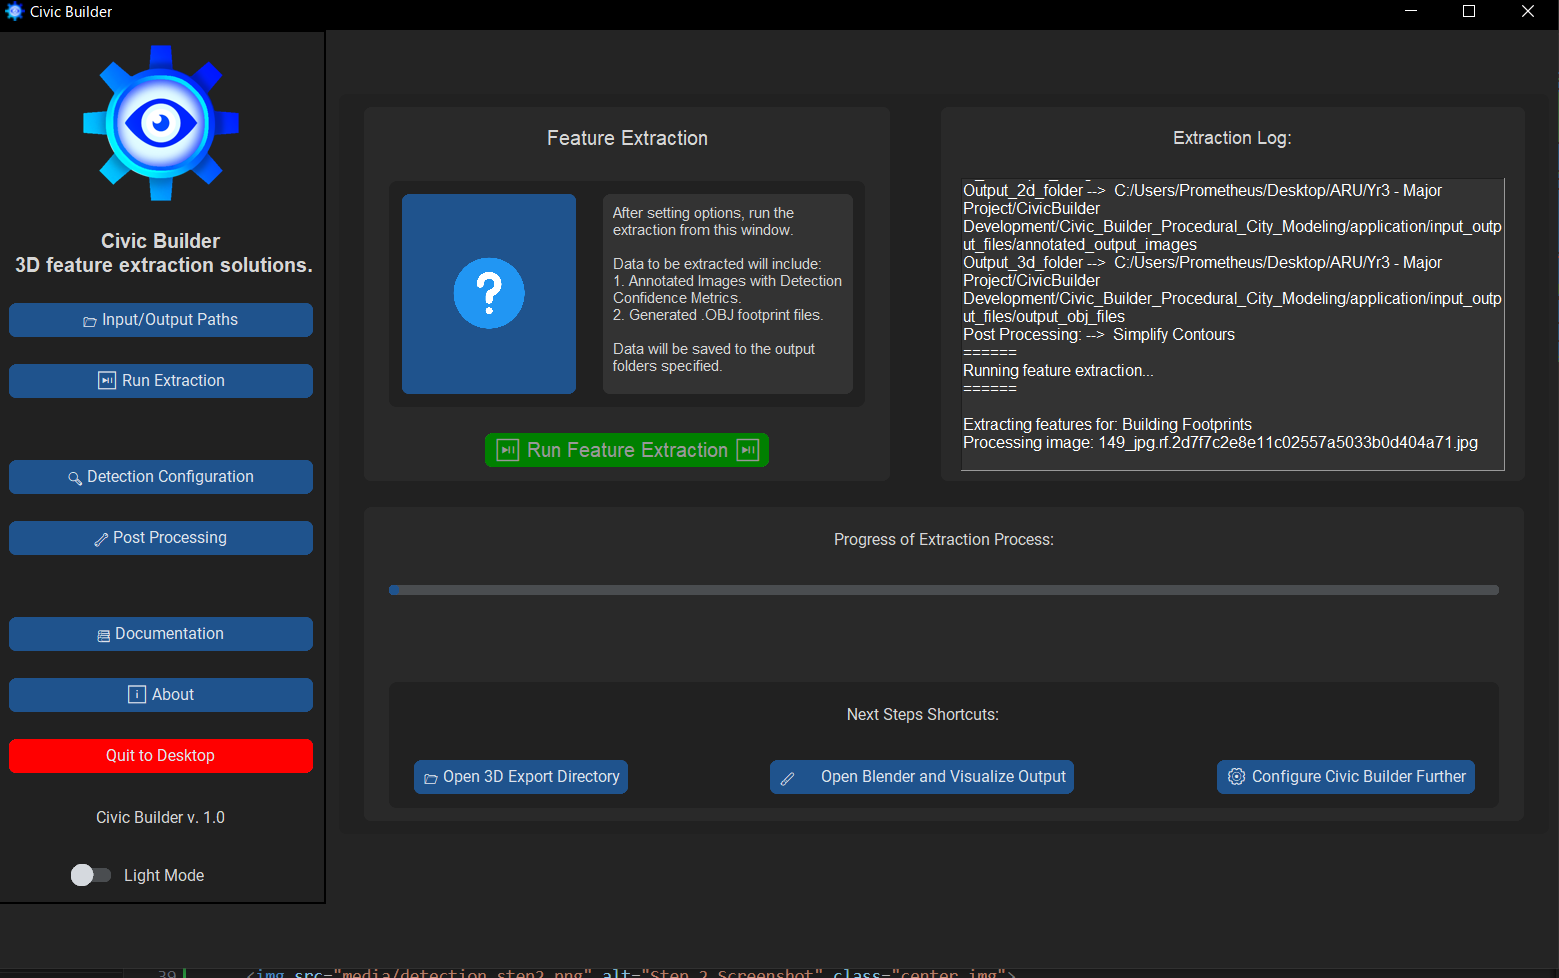 Civic Builder
Civic Builder
3D feature extraction solutions.
Input/Output Paths
Run Extraction
Detection Configuration
Post Processing
Documentation
About
Quit to Desktop
Civic Builder v. 1.0
Light Mode
Feature Extraction
After setting options, run the
extraction from this window.
Data to be extracted will include:
1. Annotated Images with Detection
Confidence Metrics.
2. Generated .OBJ footprint files.
Data will be saved to the output
folders specified.
Run Feature Extraction
Extraction Log:
Output_2d_folder --> C:/Users/Prometheus/Desktop/ARU/Yr3 - Major
Project/CivicBuilder
Development/Civic_Builder_Procedural_City_Modeling/application/input_outp
ut_files/annotated_output_images
Output_3d_folder --> C:/Users/Prometheus/Desktop/ARU/Yr3 - Major
Project/CivicBuilder
Development/Civic_Builder_Procedural_City_Modeling/application/input_outp
ut_files/output_obj_files
Post Processing: --> Simplify Contours
======
Running feature extraction...
======
Extracting features for: Building Footprints
Processing image: 149_jpg.rf.2d7f7c2e8e11c02557a5033b0d404a71.jpg
Progress of Extraction Process:
Next Steps Shortcuts:
Open 3D Export Directory
Open Blender and Visualize Output
Configure Civic Builder Further
39 <img src="media/detection_step2.png" alt="Step 2 Screenshot" class="center_img">